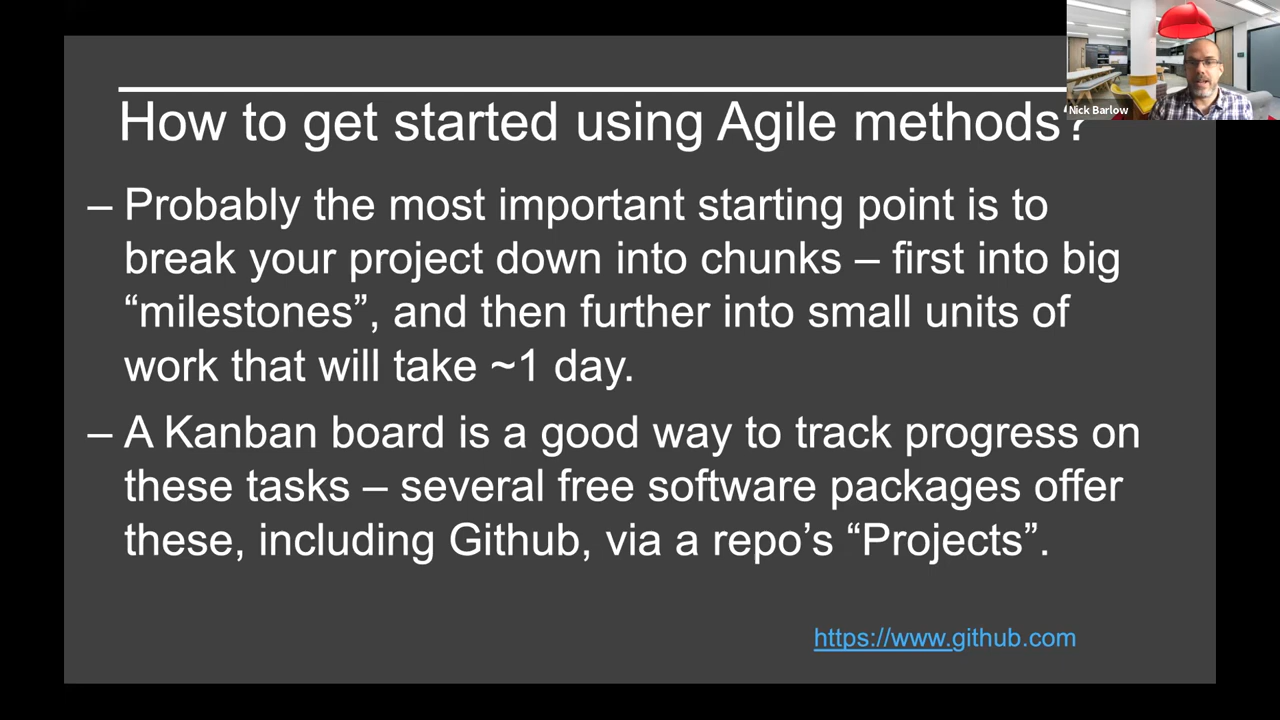 How to get started using Agile methods?
Nick Barlow
– Probably the most important starting point is to
break your project down into chunks – first into big
“milestones”, and then further into small units of
work that will take ~1 day.
– A Kanban board is a good way to track progress on
these tasks – several free software packages offer
these, including Github, via a repo’s “Projects”.
https://www.github.com